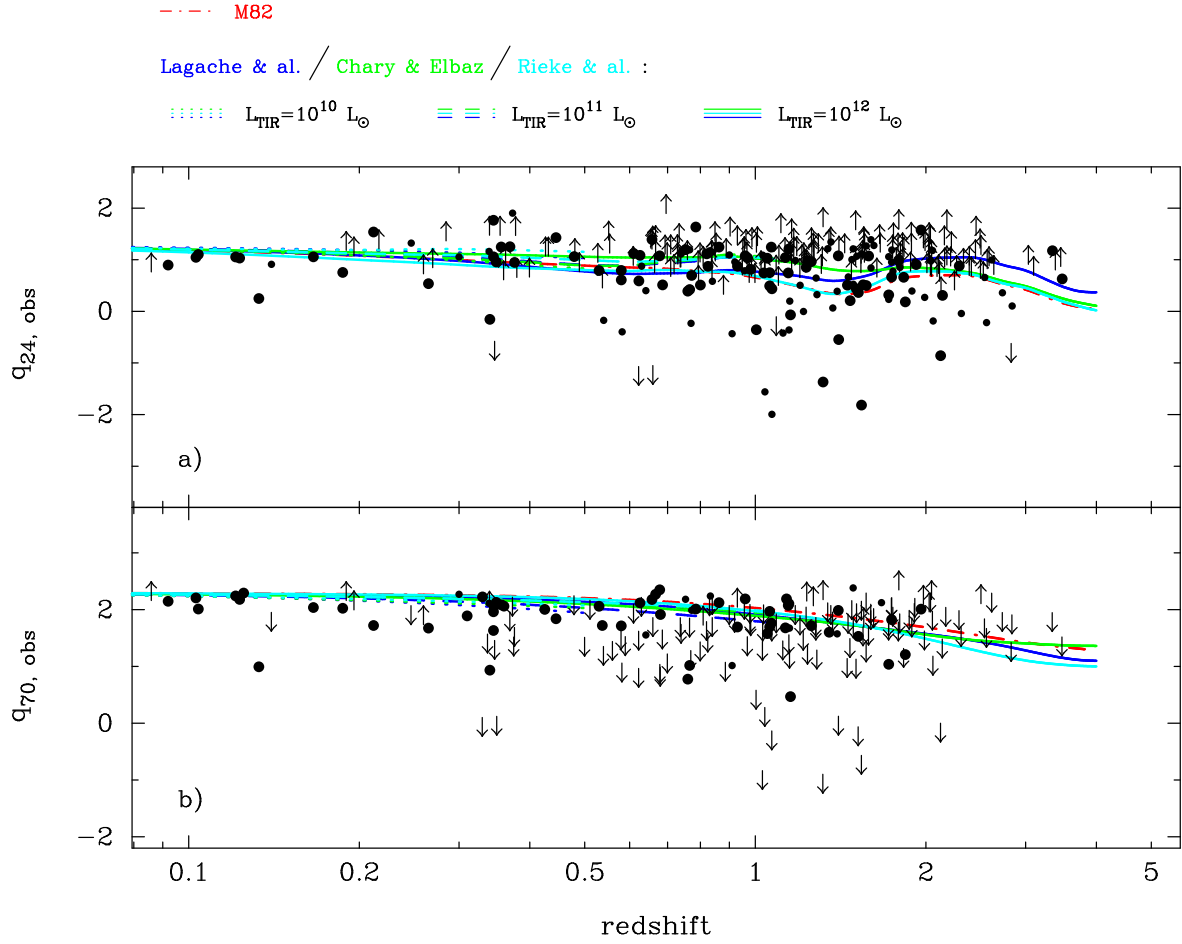 M82
Lagache & al. / Chary & Elbaz / Rieke & al. :
L_TIR=10^10 L_⊙ L_TIR=10^11 L_⊙ L_TIR=10^12 L_⊙
2
0
−2
q_24, obs
a)
2
0
−2
q_70, obs
b)
0.1 0.2 0.5 1 2 5
redshift